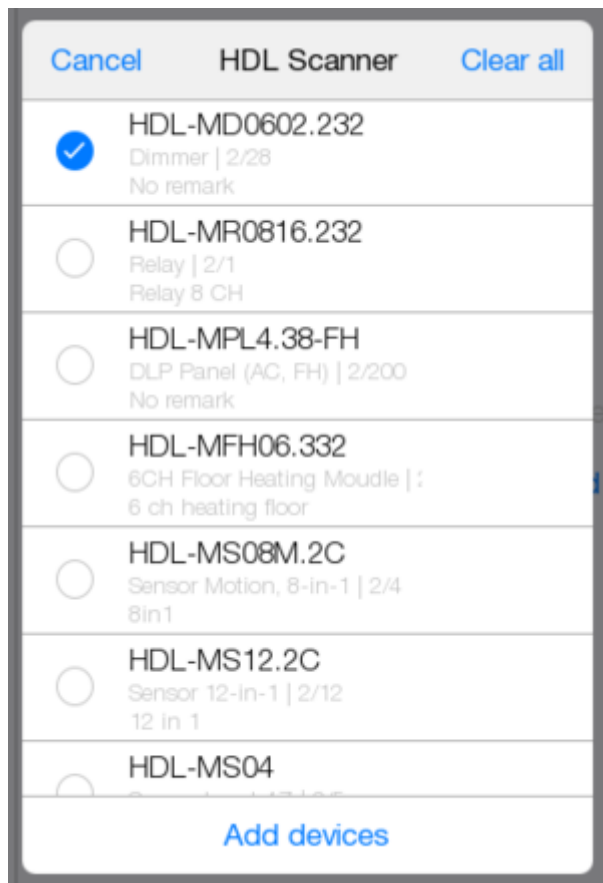 Cancel HDL Scanner Clear all
HDL-MD0602.232
Dimmer | 2/28
No remark
HDL-MR0816.232
Relay | 2/1
Relay 8 CH
HDL-MPL4.38-FH
DLP Panel (AC, FH) | 2/200
No remark
HDL-MFH06.332
6CH Floor Heating Moudle |
6 ch heating floor
HDL-MS08M.2C
Sensor Motion, 8-in-1 | 2/4
8in1
HDL-MS12.2C
Sensor 12-in-1 | 2/12
12 in 1
HDL-MS04
Add devices